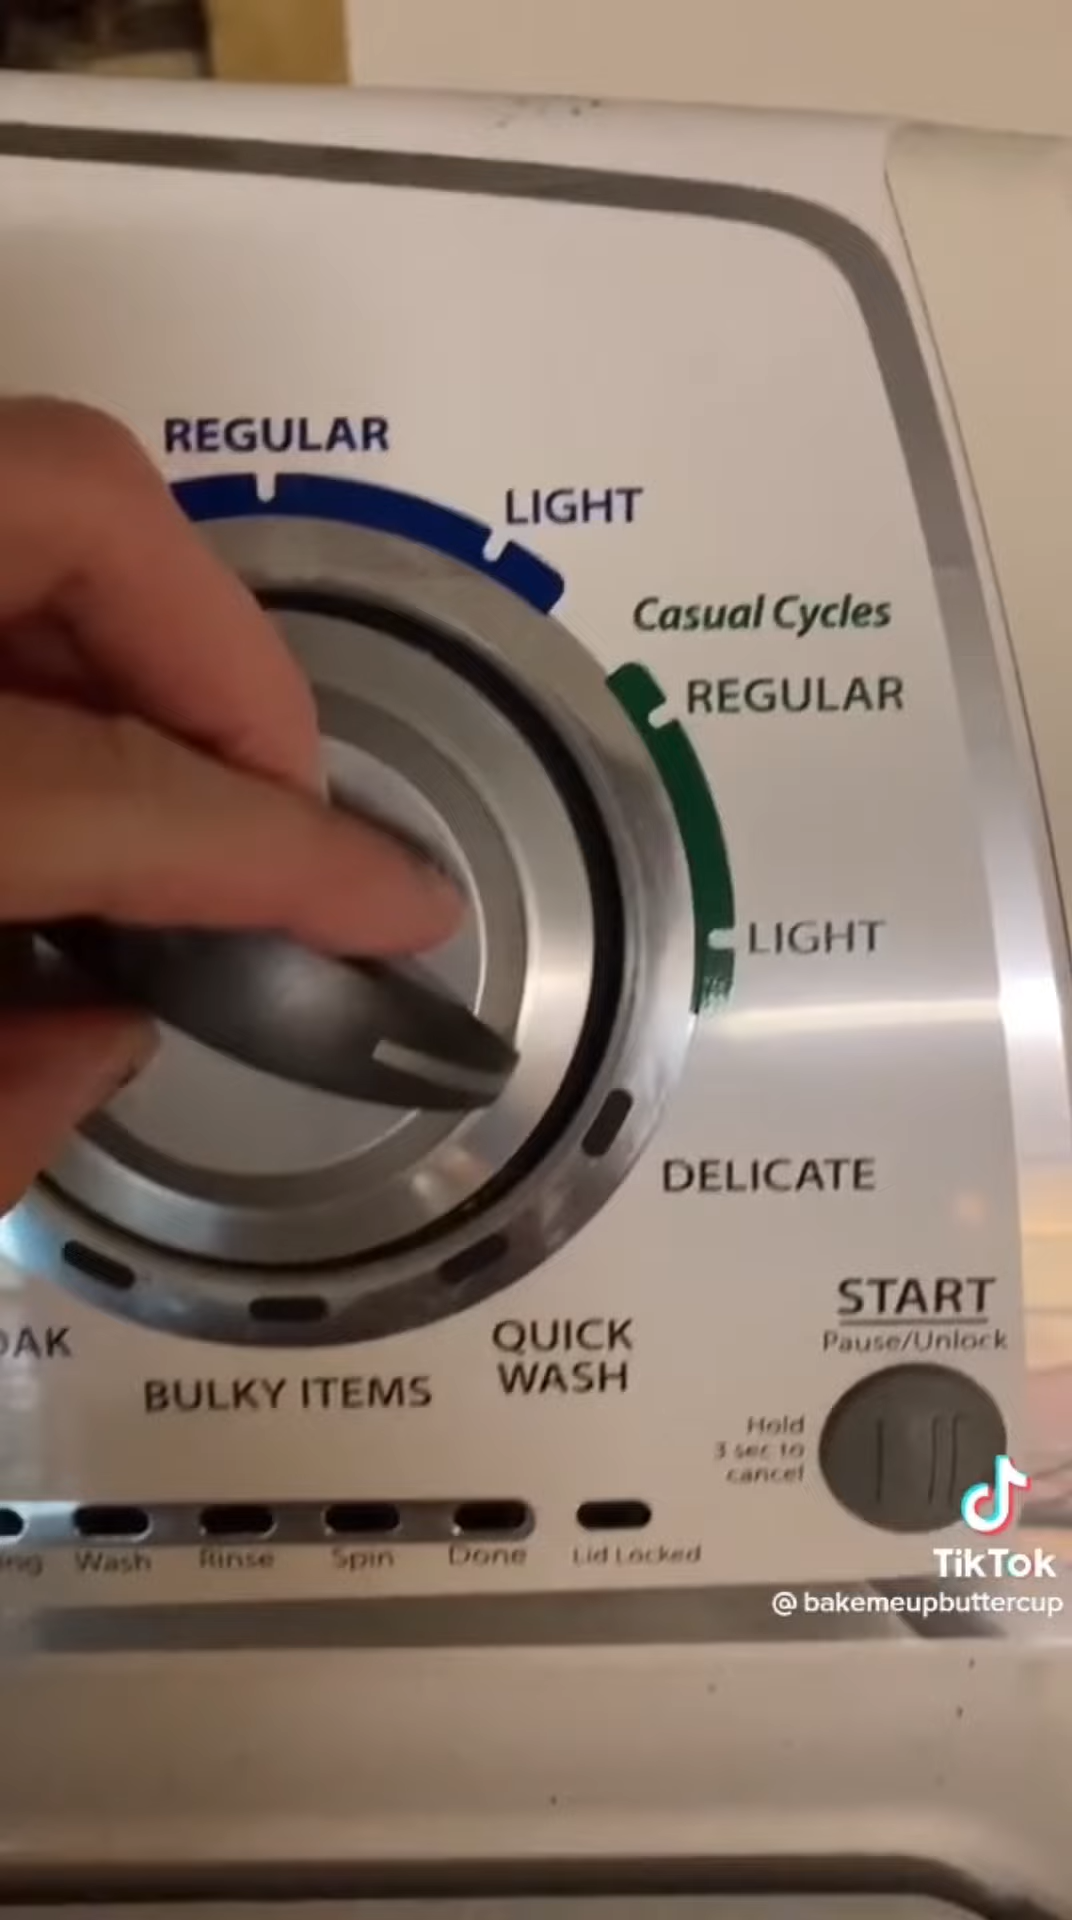 REGULAR
LIGHT
Casual Cycles
REGULAR
LIGHT
DELICATE
START
Pause/Unlock
QUICK
WASH
BULKY ITEMS
Hold
3 sec to
cancel
Wash
Rinse
Spin
Done
Lid Locked
TikTok
@bakemeupbuttercup